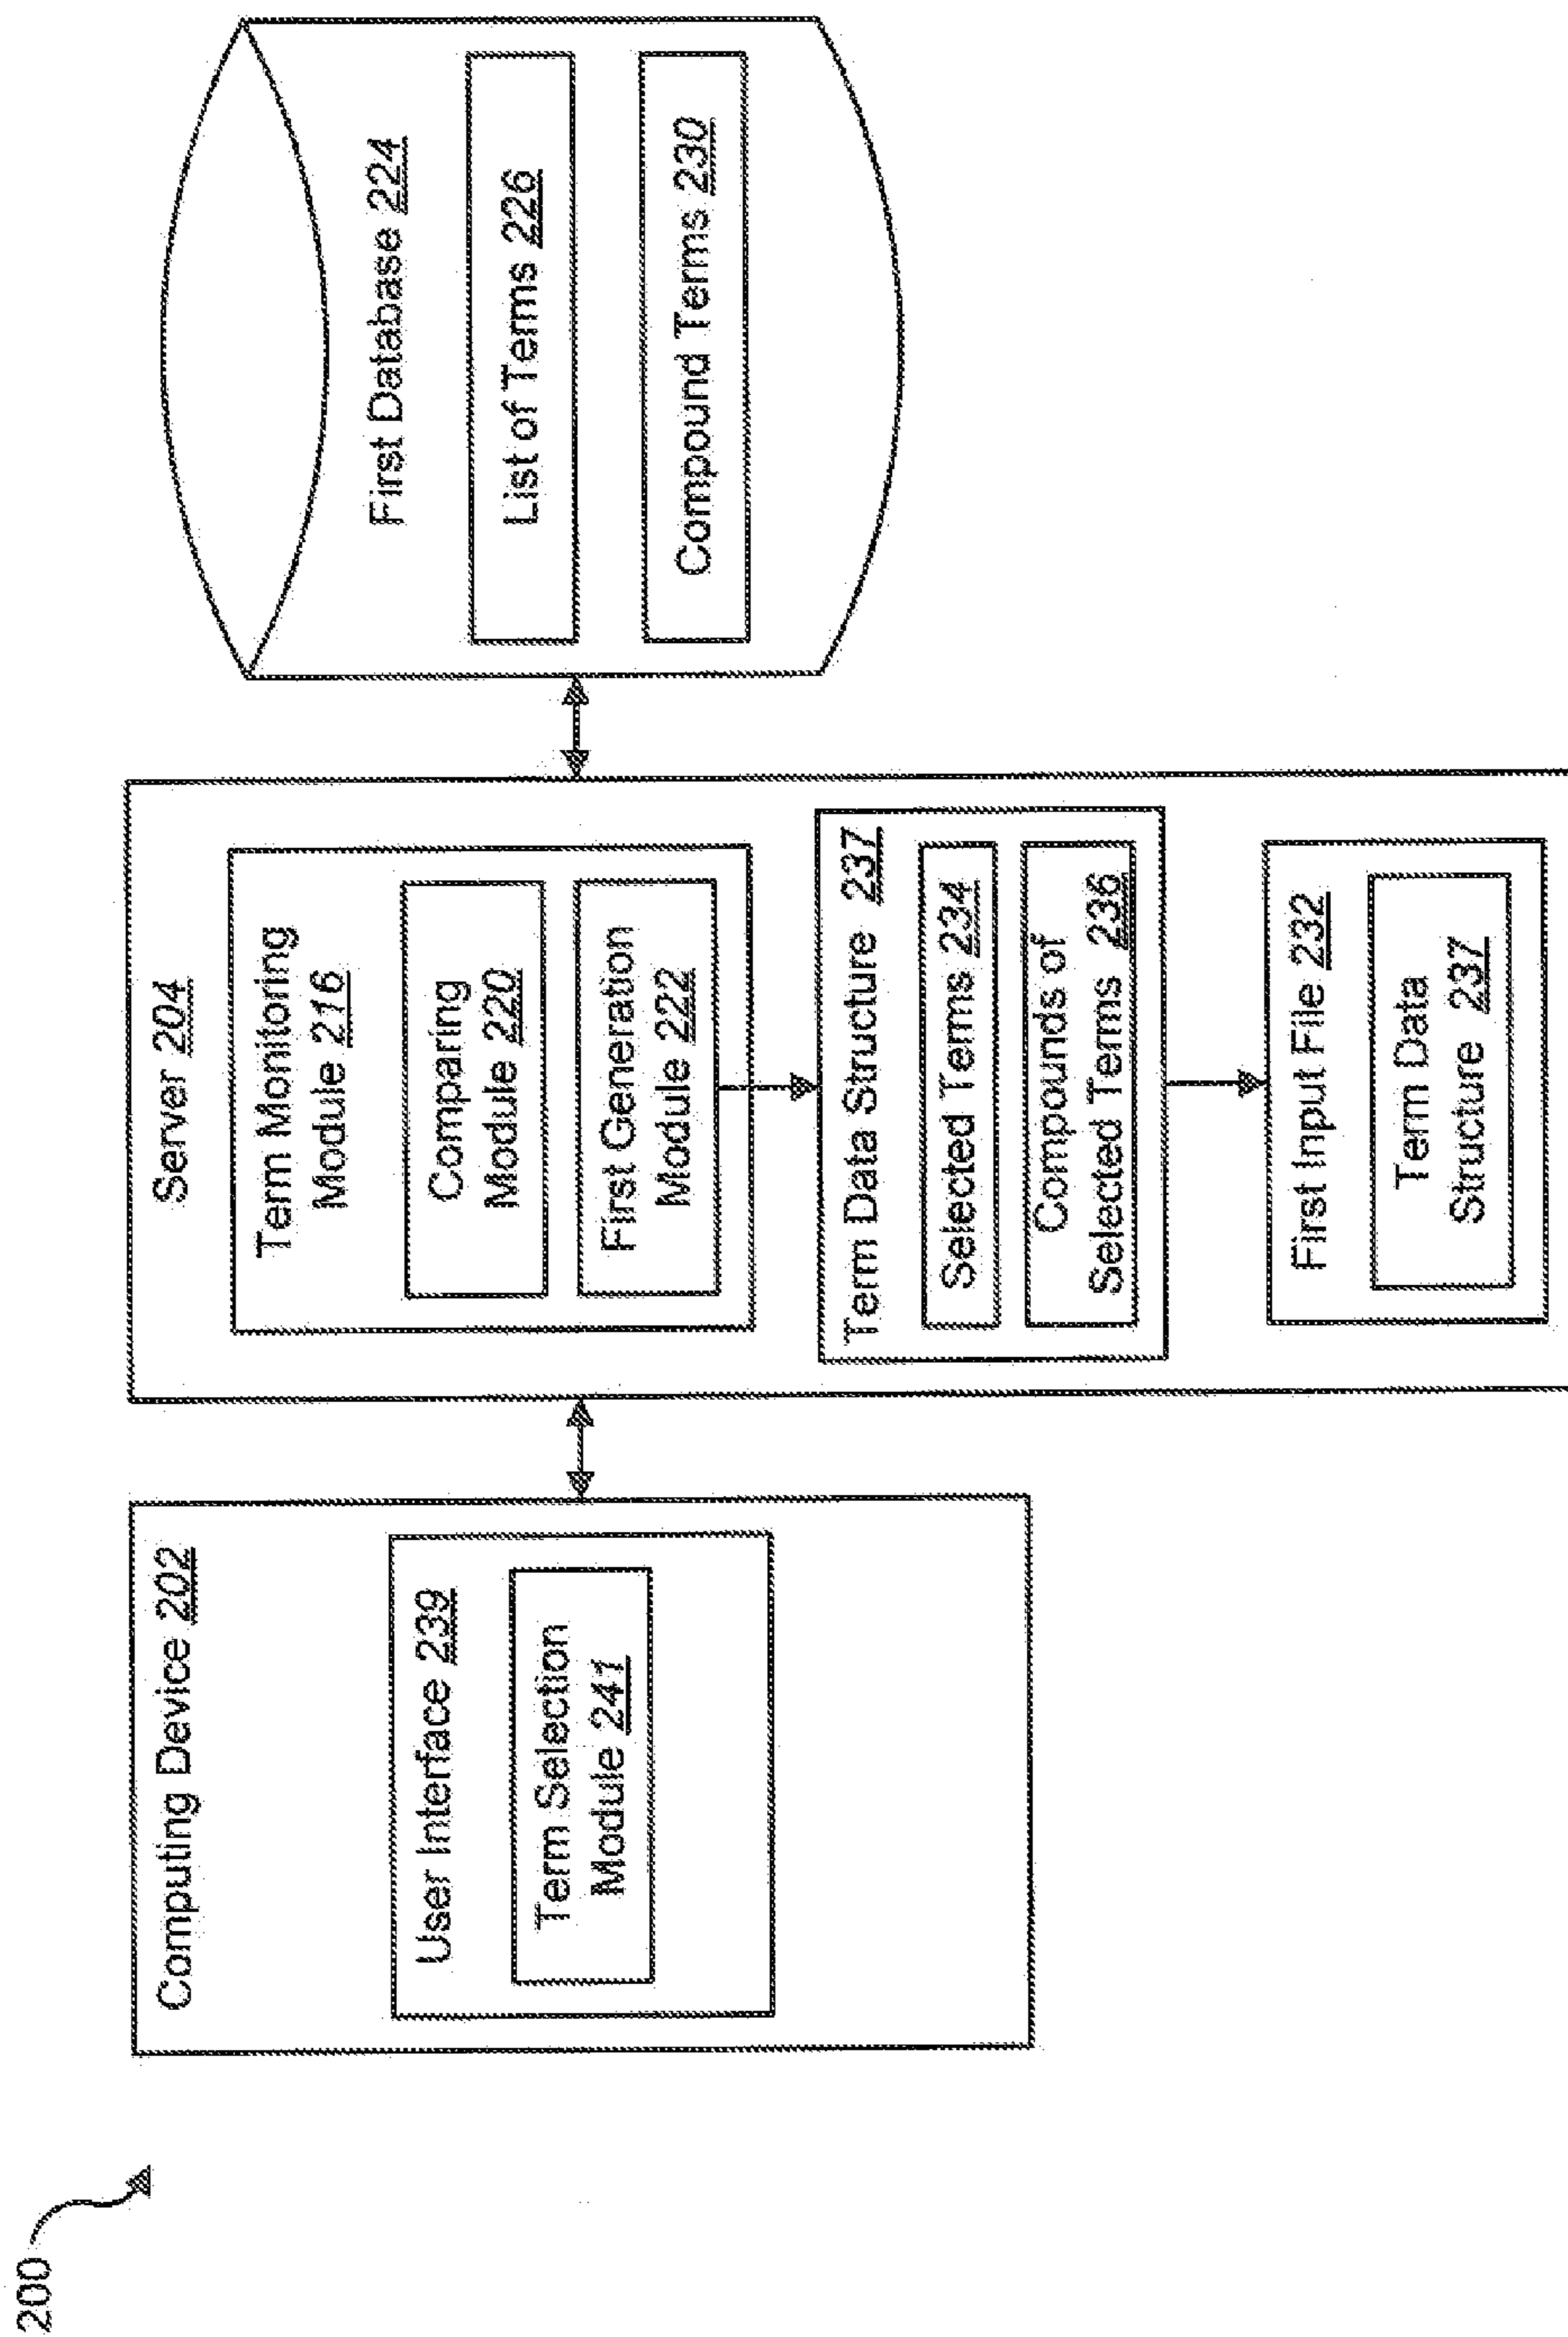 200
Computing Device 202
User Interface 239
Term Selection
Module 241
Server 204
Term Monitoring
Module 216
Comparing
Module 220
First Generation
Module 222
Term Data Structure 237
Selected Terms 234
Compounds of
Selected Terms 236
First Input File 232
Term Data
Structure 237
First Database 224
List of Terms 226
Compound Terms 230